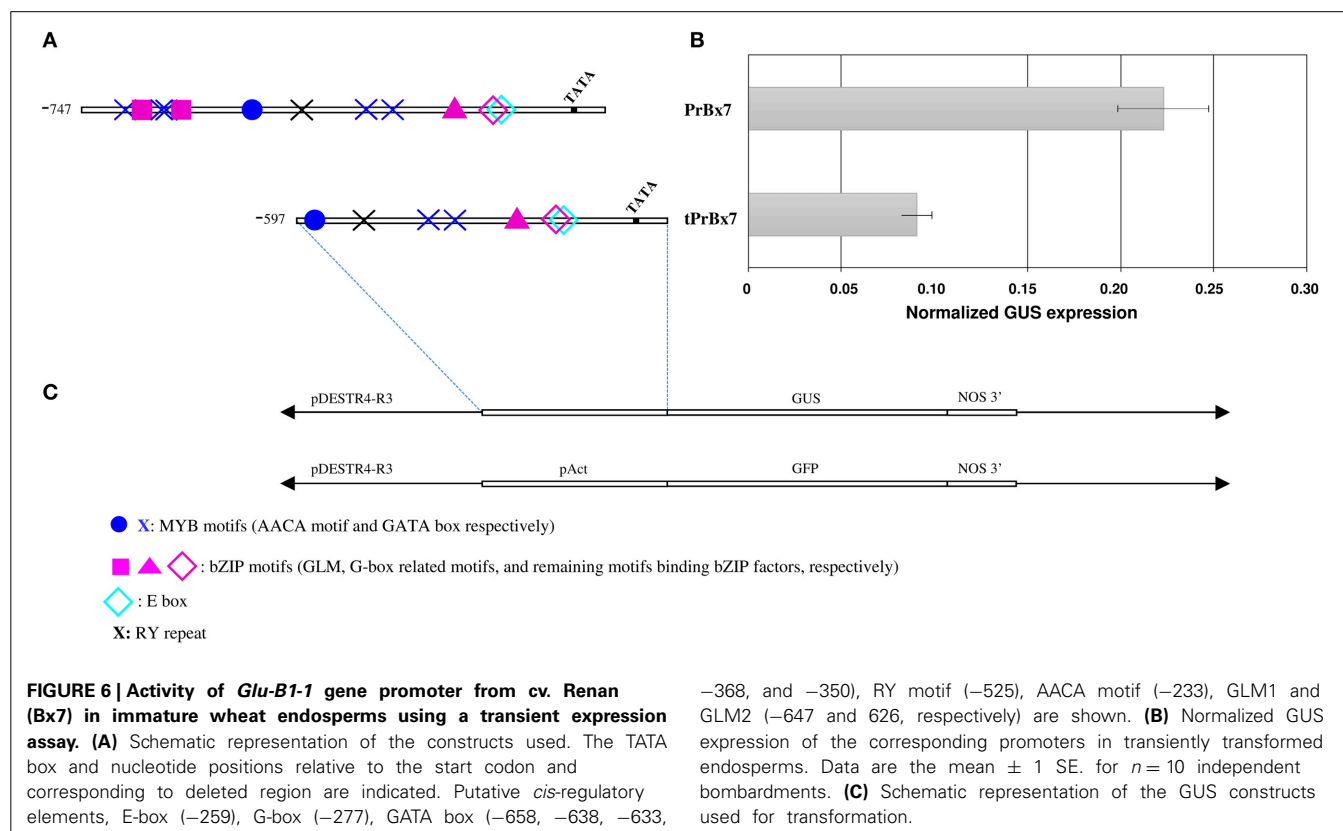 A
B
−747
TATA
−597
TATA
PrBx7
tPrBx7
0 0.05 0.10 0.15 0.20 0.25 0.30
Normalized GUS expression
C
pDESTR4-R3 GUS NOS 3'
pDESTR4-R3 pAct GFP NOS 3'
X: MYB motifs (AACA motif and GATA box respectively)
: bZIP motifs (GLM, G-box related motifs, and remaining motifs binding bZIP factors, respectively)
: E box
X: RY repeat
FIGURE 6 | Activity of Glu-B1-1 gene promoter from cv. Renan
(Bx7) in immature wheat endosperms using a transient expression
assay. (A) Schematic representation of the constructs used. The TATA
box and nucleotide positions relative to the start codon and
corresponding to deleted region are indicated. Putative cis-regulatory
elements, E-box (−259), G-box (−277), GATA box (−658, −638, −633,
−368, and −350), RY motif (−525), AACA motif (−233), GLM1 and
GLM2 (−647 and 626, respectively) are shown. (B) Normalized GUS
expression of the corresponding promoters in transiently transformed
endosperms. Data are the mean ± 1 SE. for n = 10 independent
bombardments. (C) Schematic representation of the GUS constructs
used for transformation.